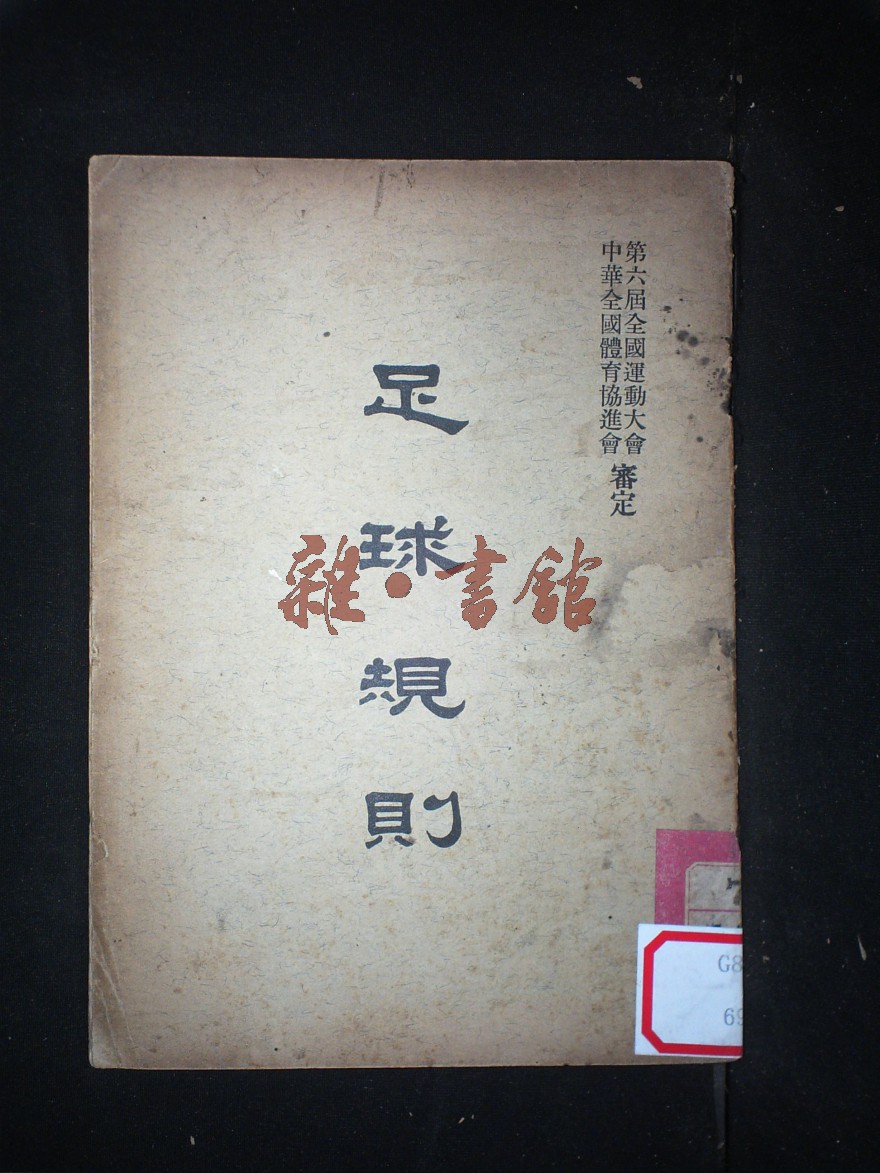 第六屆全國運動大會
中華全國體育協進會
審定
足球規則
雜·書館
G8
69